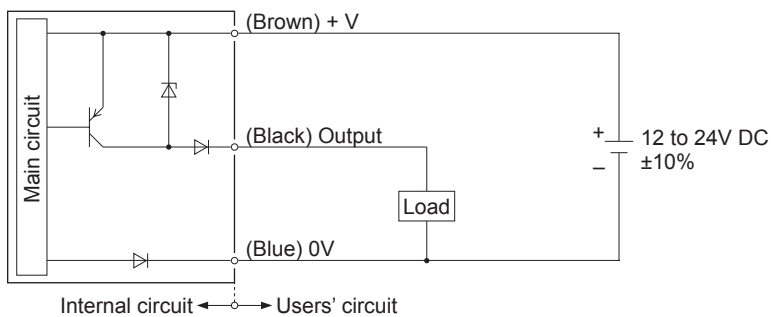 (Brown) + V
Main circuit
(Black) Output
+
−
12 to 24V DC
±10%
Load
(Blue) 0V
Internal circuit
Users' circuit